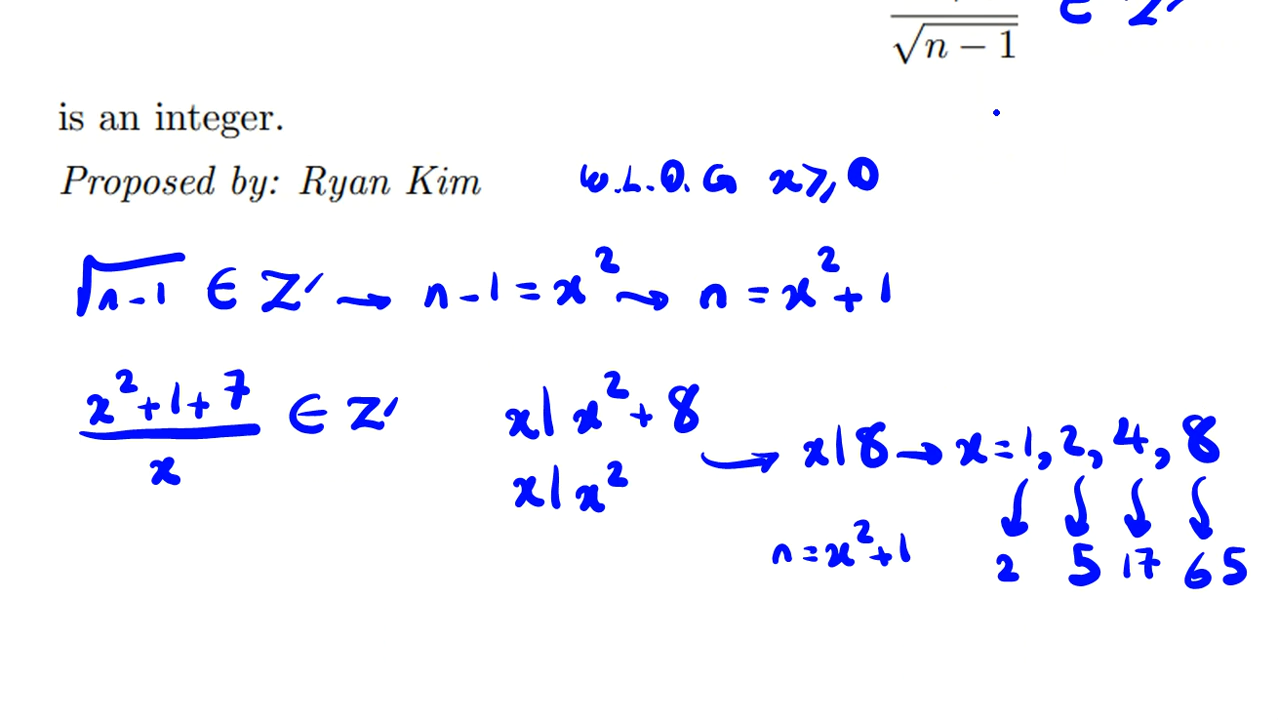 √n − 1 ∈ Z
is an integer.
Proposed by: Ryan Kim W.L.O.G x ≥ 0
√n-1 ∈ Z → n-1 = x² → n = x² + 1
x² + 1 + 7 / x ∈ Z
x | x² + 8
x | x²
x | 8 → x = 1, 2, 4, 8
n = x² + 1
2 5 17 65